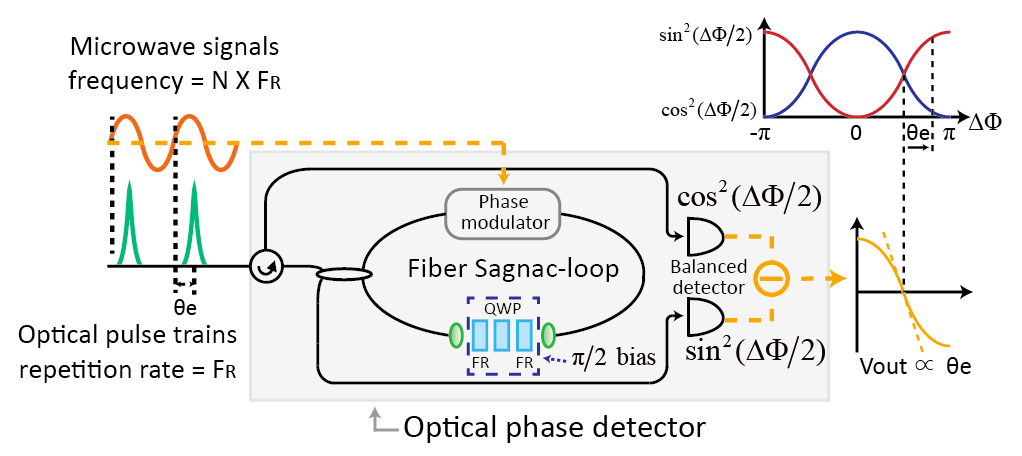 Microwave signals
frequency = N X FR
θe
Optical pulse trains
repetition rate = FR
Phase
modulator
Fiber Sagnac-loop
QWP
FR FR
π/2 bias
Optical phase detector
cos²(ΔΦ/2)
Balanced
detector
sin²(ΔΦ/2)
sin²(ΔΦ/2)
cos²(ΔΦ/2)
-π 0 θe π ΔΦ
Vout ∝ θe